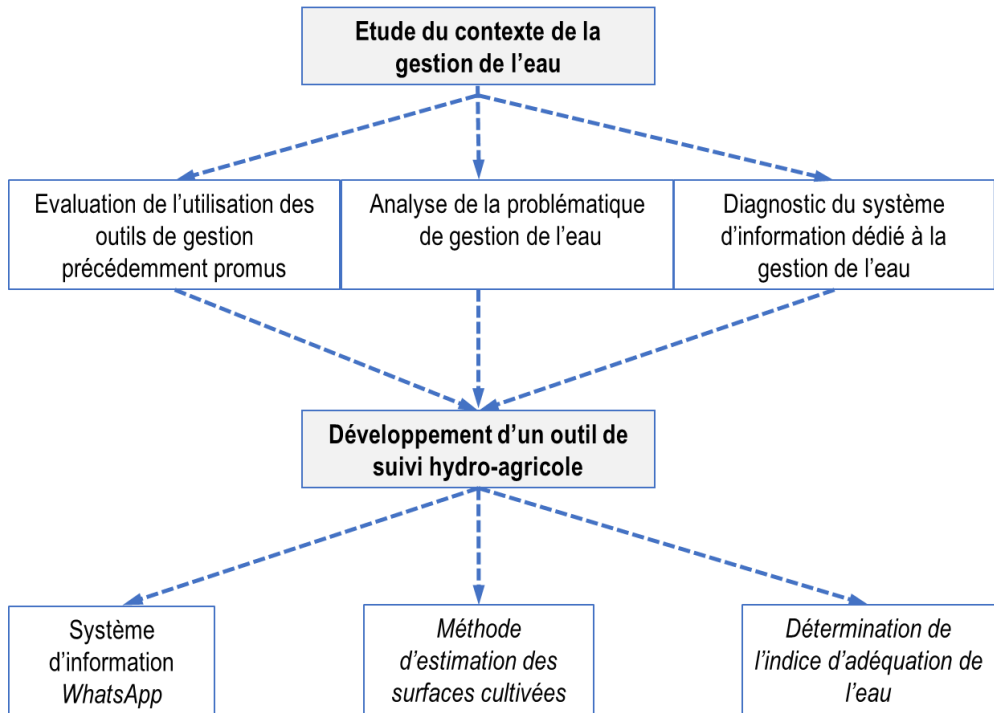 Etude du contexte de la
gestion de l’eau
Evaluation de l’utilisation des
outils de gestion
précédemment promus
Analyse de la problématique
de gestion de l’eau
Diagnostic du système
d’information dédié à la
gestion de l’eau
Développement d’un outil de
suivi hydro-agricole
Système
d’information
WhatsApp
Méthode
d’estimation des
surfaces cultivées
Détermination de
l’indice d’adéquation de
l’eau